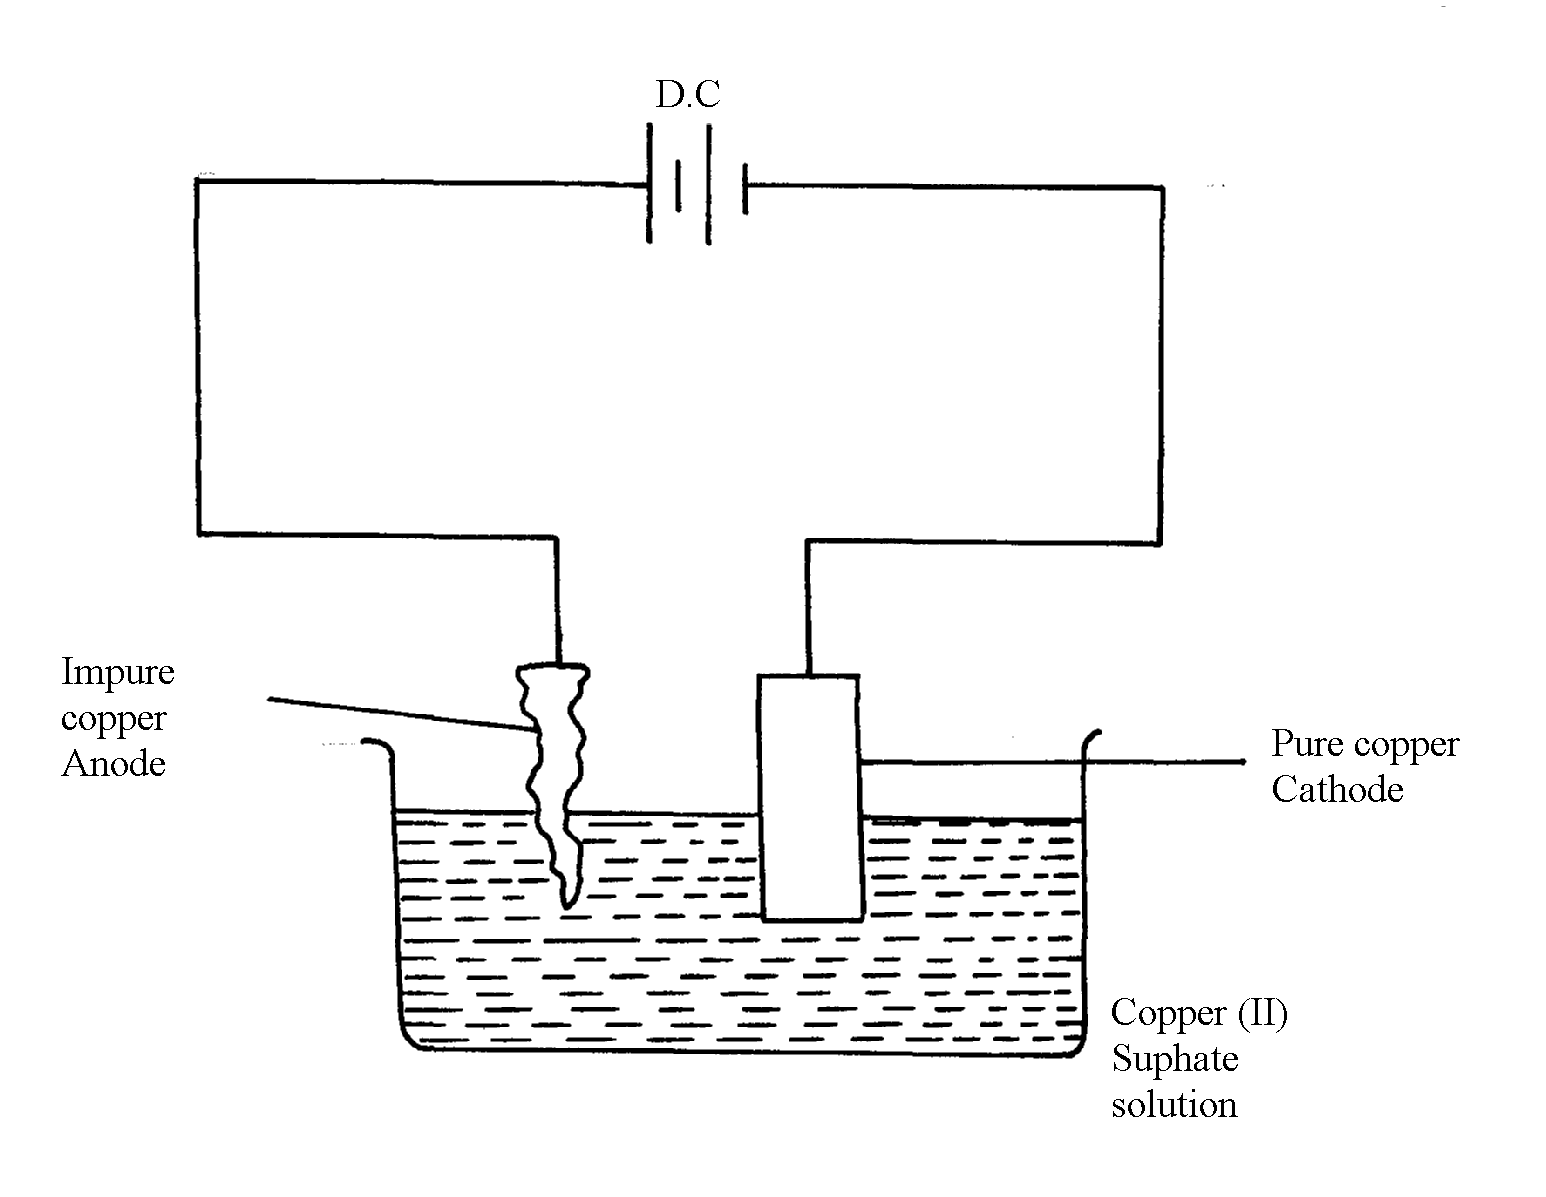 D.C
Impure
copper
Anode
Pure copper
Cathode
Copper (II)
Suphate
solution